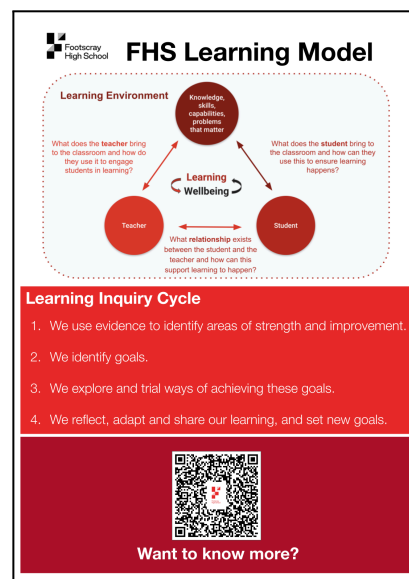 Footscray
High School
FHS Learning Model
Learning Environment
Knowledge,
skills,
capabilities,
problems
that matter
What does the teacher bring
to the classroom and how do
they use it to engage
students in learning?
What does the student bring to
the classroom and how can they
use this to ensure learning
happens?
Learning
Wellbeing
Teacher
Student
What relationship exists
between the student and the
teacher and how can this
support learning to happen?
Learning Inquiry Cycle
1. We use evidence to identify areas of strength and improvement.
2. We identify goals.
3. We explore and trial ways of achieving these goals.
4. We reflect, adapt and share our learning, and set new goals.
Want to know more?